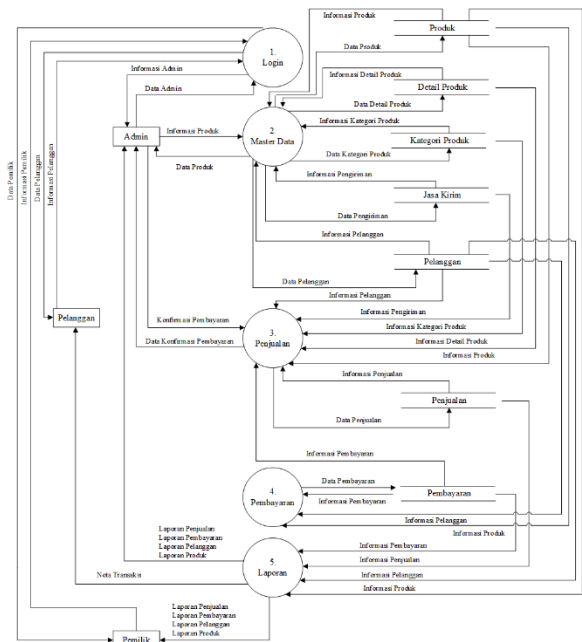 Informasi Produk
Produk
1.
Login
Data Produk
Informasi Admin
Informasi Detail Produk
Detail Produk
Data Admin
Data Detail Produk
Informasi Kategori Produk
2
Master Data
Admin
Informasi Produk
Kategori Produk
Data Produk
Data Kategori Produk
Informasi Pengiriman
Jasa Kirim
Data Pengiriman
Informasi Pelanggan
Pelanggan
Data Pelanggan
Informasi Pelanggan
Data Pemilik
Informasi Pemilik
Data Pelanggan
Informasi Pelanggan
Pelanggan
Konfirmasi Pembayaran
Data Konfirmasi Pembayaran
3.
Penjualan
Informasi Pengiriman
Informasi Kategori Produk
Informasi Detail Produk
Informasi Produk
Informasi Penjualan
Penjualan
Data Penjualan
Informasi Pembayaran
4.
Pembayaran
Data Pembayaran
Informasi Pembayaran
Pembayaran
Informasi Pelanggan
Informasi Produk
Laporan Penjualan
Laporan Pembayaran
Laporan Pelanggan
Laporan Produk
5.
Laporan
Informasi Pembayaran
Informasi Penjualan
Informasi Pelanggan
Informasi Produk
Nota Transaksi
Laporan Penjualan
Laporan Pembayaran
Laporan Pelanggan
Laporan Produk
Pemilik